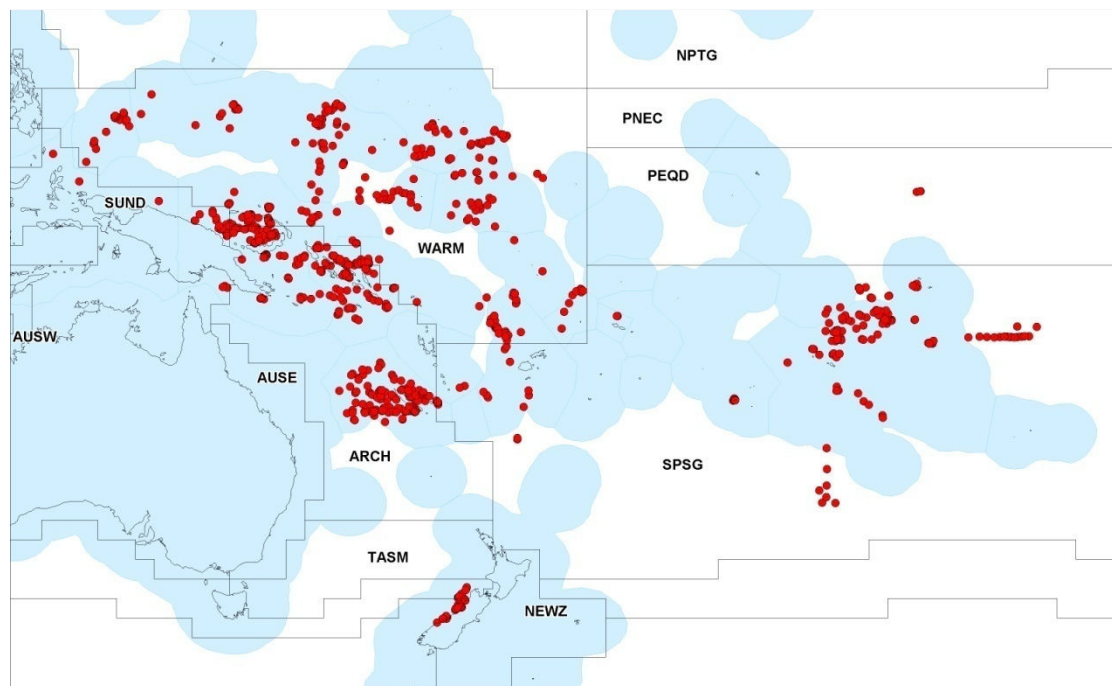 NPTG
PNEC
PEQD
SUND
WARM
AUSW
AUSE
ARCH
SPSG
TASM
NEWZ